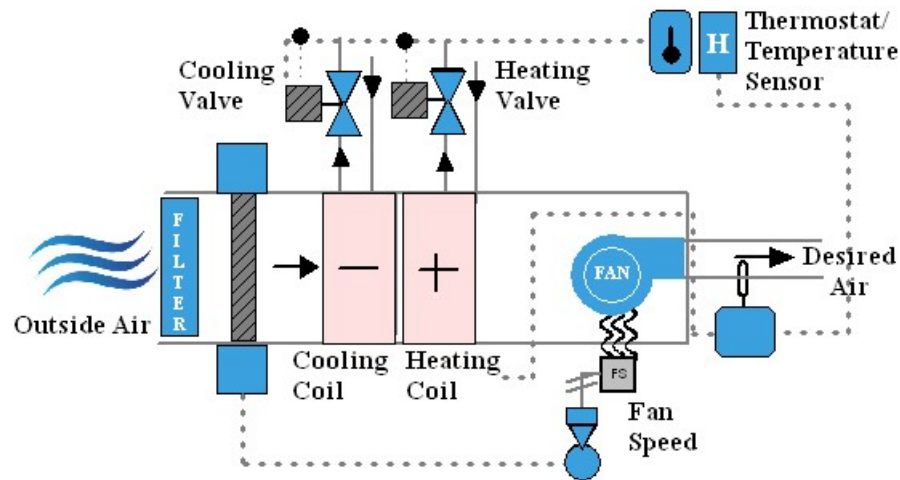 Thermostat/
Temperature
Sensor
H
Cooling
Valve
Heating
Valve
FILTER
Outside Air
−
+
FAN
Desired
Air
Cooling
Coil
Heating
Coil
FS
Fan
Speed